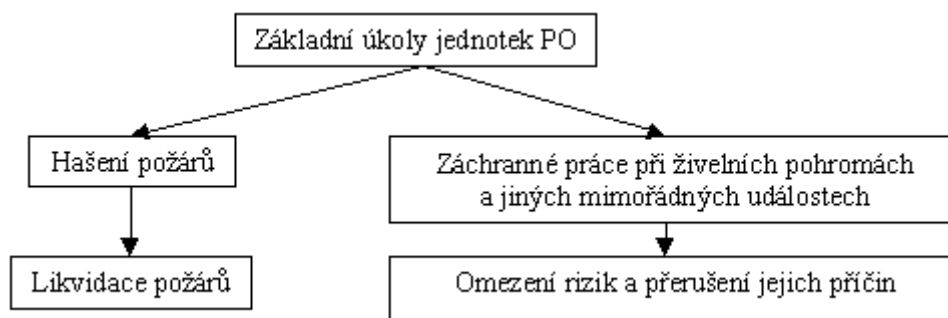 Základní úkoly jednotek PO
Hašení požárů
Záchranné práce při živelních pohromách
a jiných mimořádných událostech
Likvidace požárů
Omezení rizik a přerušení jejich příčin